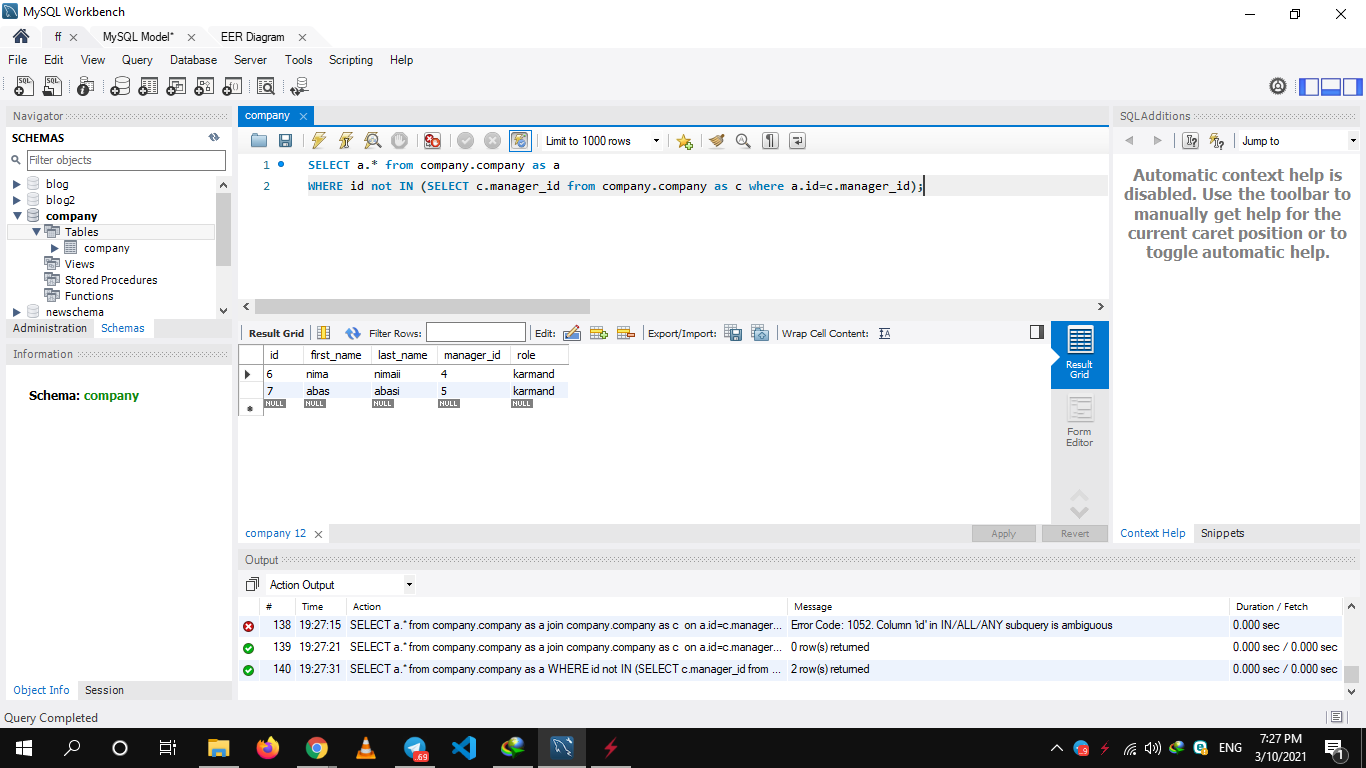 MySQL Workbench
ff MySQL Model* EER Diagram
File Edit View Query Database Server Tools Scripting Help
Navigator
SCHEMAS
Filter objects
blog
blog2
company
Tables
company
Views
Stored Procedures
Functions
newschema
Administration Schemas
Information
Schema: company
Object Info Session
company
Limit to 1000 rows
1 SELECT a.* from company.company as a
2 WHERE id not IN (SELECT c.manager_id from company.company as c where a.id=c.manager_id);
Result Grid Filter Rows: Edit: Export/Import: Wrap Cell Content:
id first_name last_name manager_id role
6 nima nimaii 4 karmand
7 abas abasi 5 karmand
NULL NULL NULL NULL NULL
Result
Grid
Form
Editor
company 12 Apply Revert
SQLAdditions
Jump to
Automatic context help is
disabled. Use the toolbar to
manually get help for the
current caret position or to
toggle automatic help.
Context Help Snippets
Output
Action Output
# Time Action Message Duration / Fetch
138 19:27:15 SELECT a.* from company.company as a join company.company as c on a.id=c.manager... Error Code: 1052. Column 'id' in IN/ALL/ANY subquery is ambiguous 0.000 sec
139 19:27:21 SELECT a.* from company.company as a join company.company as c on a.id=c.manager... 0 row(s) returned 0.000 sec / 0.000 sec
140 19:27:31 SELECT a.* from company.company as a WHERE id not IN (SELECT c.manager_id from ... 2 row(s) returned 0.000 sec / 0.000 sec
Query Completed
69
ENG
7:27 PM
3/10/2021
1